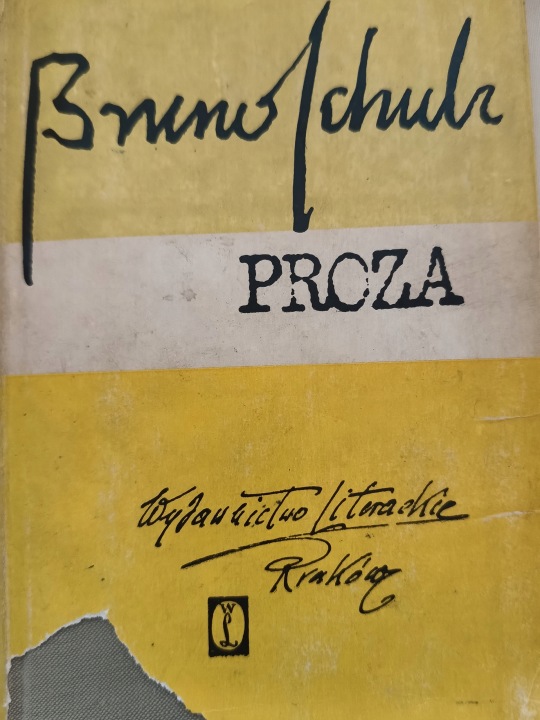 Bruno Schulz
PROZA
Wydawnictwo Literackie
Kraków
WL